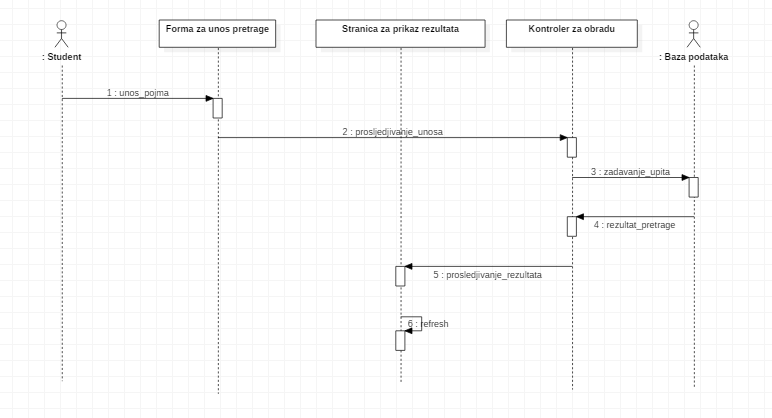 Forma za unos pretrage
Stranica za prikaz rezultata
Kontroler za obradu
: Student
: Baza podataka
1 : unos_pojma
2 : prosljedjivanje_unosa
3 : zadavanje_upita
4 : rezultat_pretrage
5 : prosledjivanje_rezultata
6 : refresh